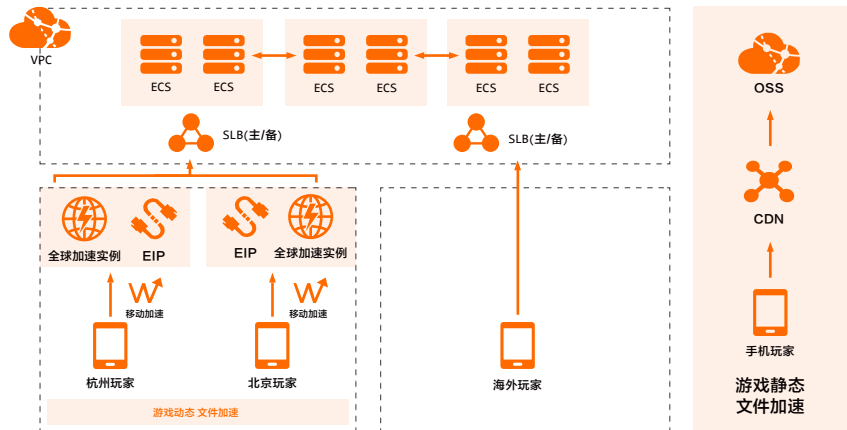 VPC
ECS
ECS
ECS
ECS
ECS
ECS
SLB(主/备)
SLB(主/备)
全球加速实例
EIP
EIP
全球加速实例
移动加速
移动加速
杭州玩家
北京玩家
游戏动态 文件加速
海外玩家
OSS
CDN
手机玩家
游戏静态
文件加速